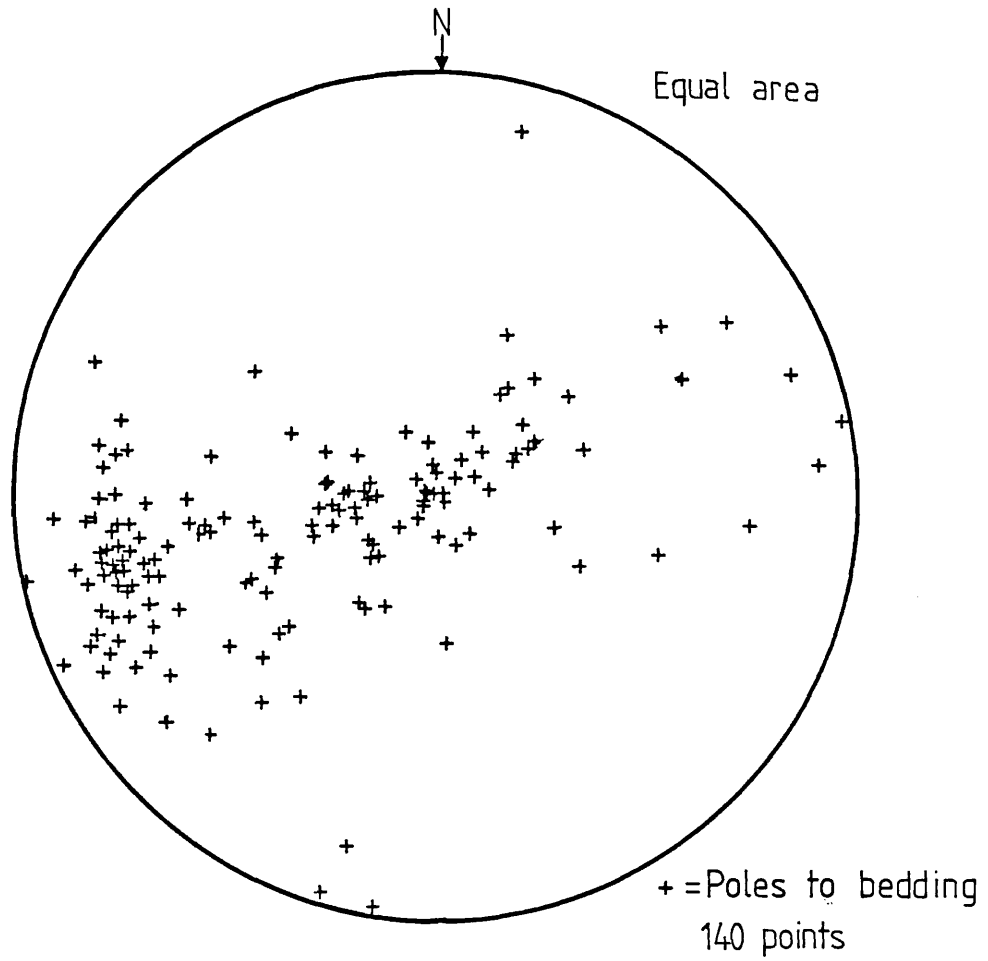 N
Equal area
+ =Poles to bedding
140 points